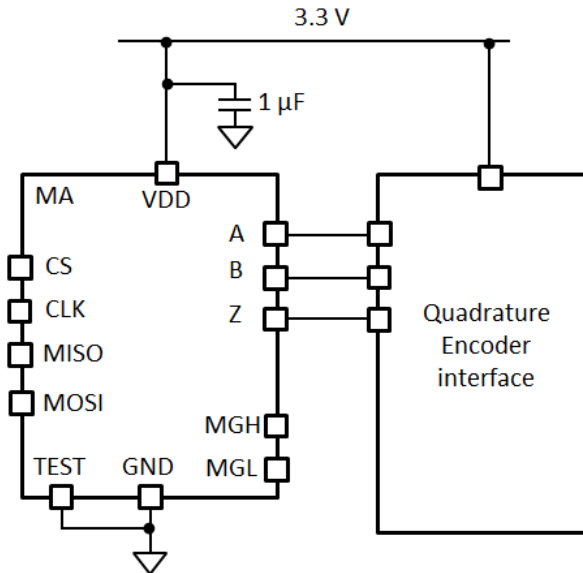 3.3 V
1 µF
MA
VDD
A
B
Z
CS
CLK
MISO
MOSI
Quadrature
Encoder
interface
MGH
MGL
TEST
GND